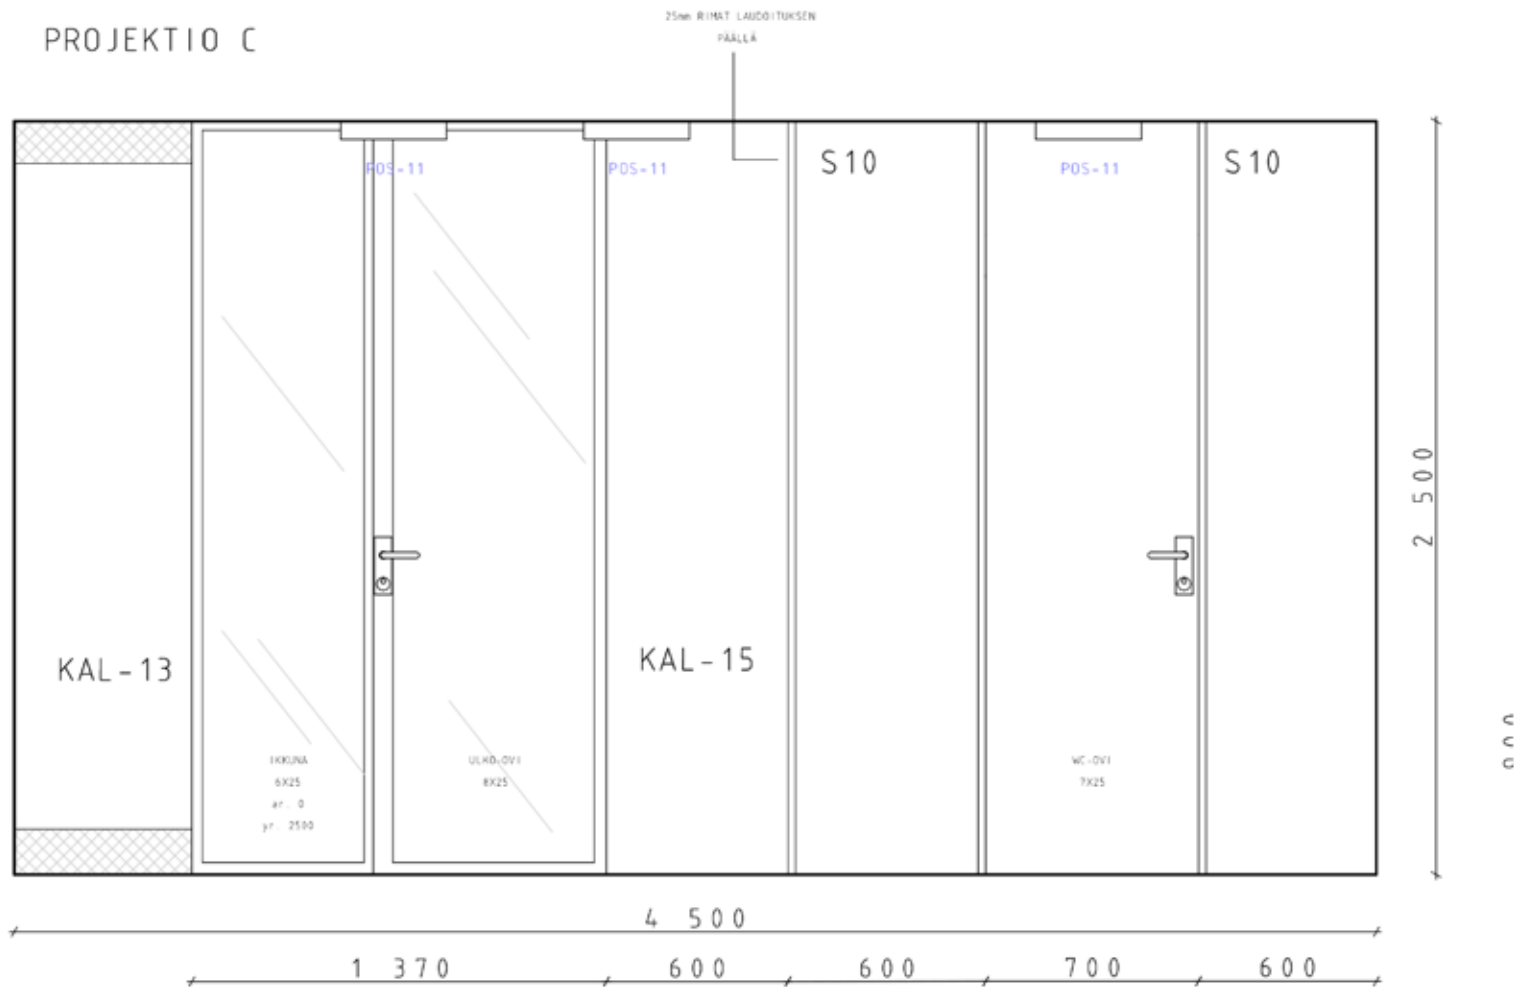 25mm RIMAT LAUDOITUKSEN
PÄÄLLÄ
PROJEKTIO C
POS-11
POS-11
S10
POS-11
S10
2 500
KAL-13
KAL-15
IKKUNA
6X25
ar. 0
yr. 2500
ULKO-OVI
8X25
WC-OVI
7X25
4 500
1 370
600
600
700
600